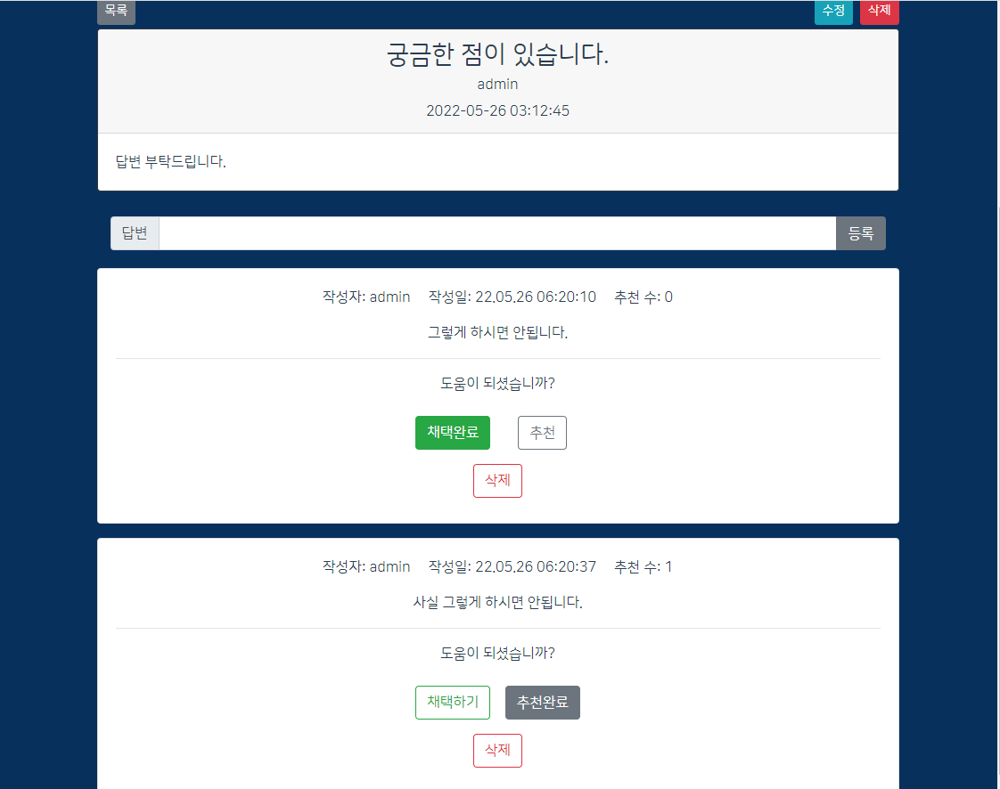 목록 수정 삭제
궁금한 점이 있습니다.
admin
2022-05-26 03:12:45
답변 부탁드립니다.
답변 등록
작성자: admin 작성일: 22.05.26 06:20:10 추천 수: 0
그렇게 하시면 안됩니다.
도움이 되셨습니까?
채택완료 추천
삭제
작성자: admin 작성일: 22.05.26 06:20:37 추천 수: 1
사실 그렇게 하시면 안됩니다.
도움이 되셨습니까?
채택하기 추천완료
삭제